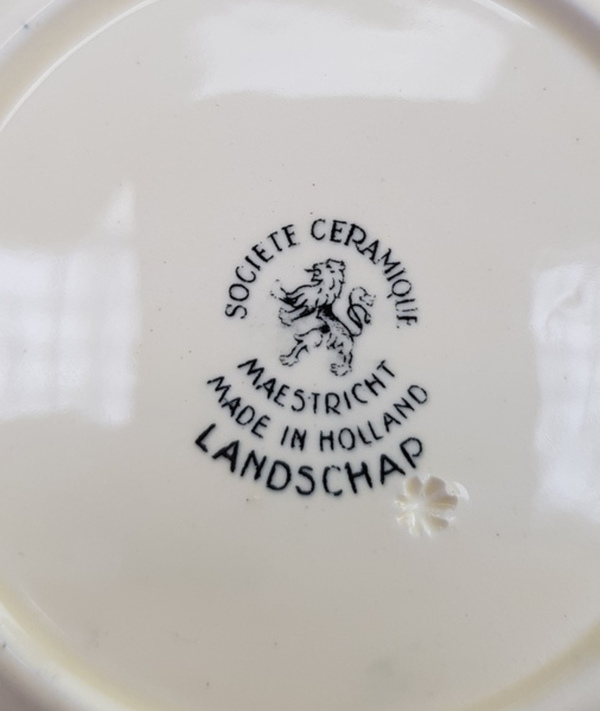 SOCIETE CERAMIQUE
MAESTRICHT
MADE IN HOLLAND
LANDSCHAP